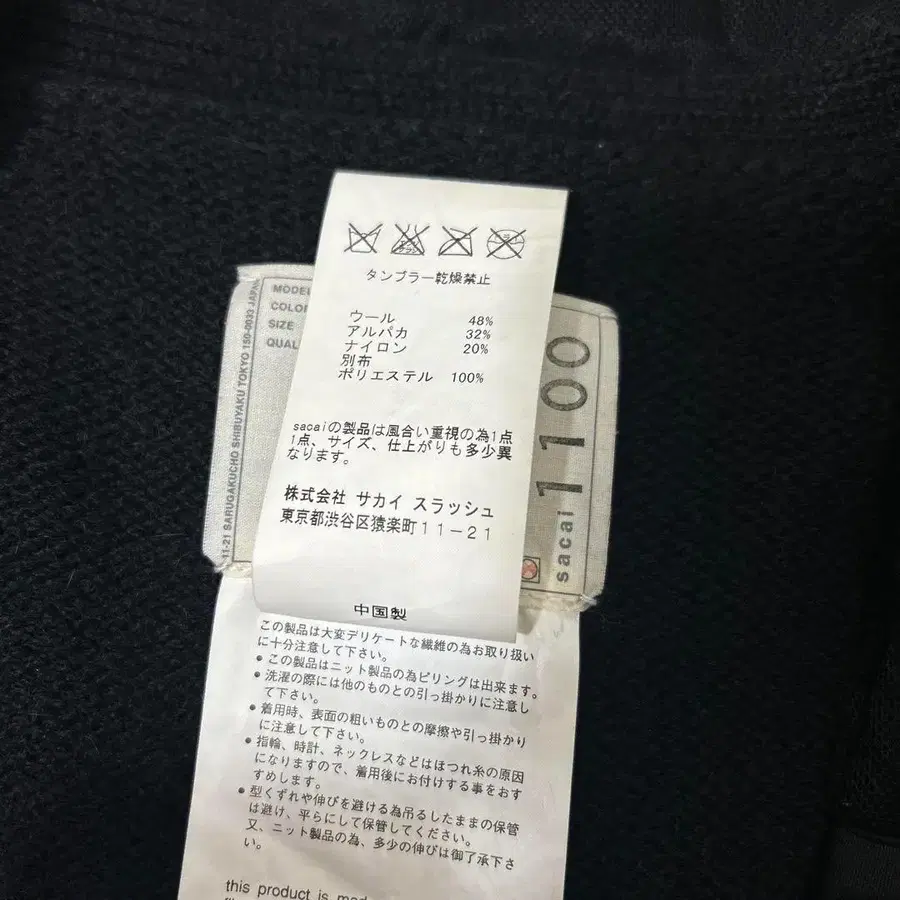 タンブラー乾燥禁止
ウール 48%
アルパカ 32%
ナイロン 20%
別布
ポリエステル 100%
sacaiの製品は風合い重視の為1点
1点、サイズ、仕上がりも多少異
なります。
株式会社 サカイ スラッシュ
東京都渋谷区猿楽町11-21
中国製
MODEL
COLOR
SIZE
QUAL
11-21 SARUGAKUCHO SHIBUYAKU TOKYO 150-0033 JAPAN
sacai 1100
この製品は大変デリケートな繊維の為お取り扱い
に十分注意して下さい。
● この製品はニット製品の為ピリングは出来ます。
● 洗濯の際には他のものとの引っ掛かりに注意し
て下さい。
● 着用時、表面の粗いものとの摩擦や引っ掛かり
に注意して下さい。
● 指輪、時計、ネックレスなどはほつれ糸の原因
になりますので、着用後にお付けする事をおす
すめします。
● 型くずれや伸びを避ける為吊るしたままの保管
は避け、平らにして保管してください。
又、ニット製品の為、多少の伸びは御了承下さ
い。
this product is mad